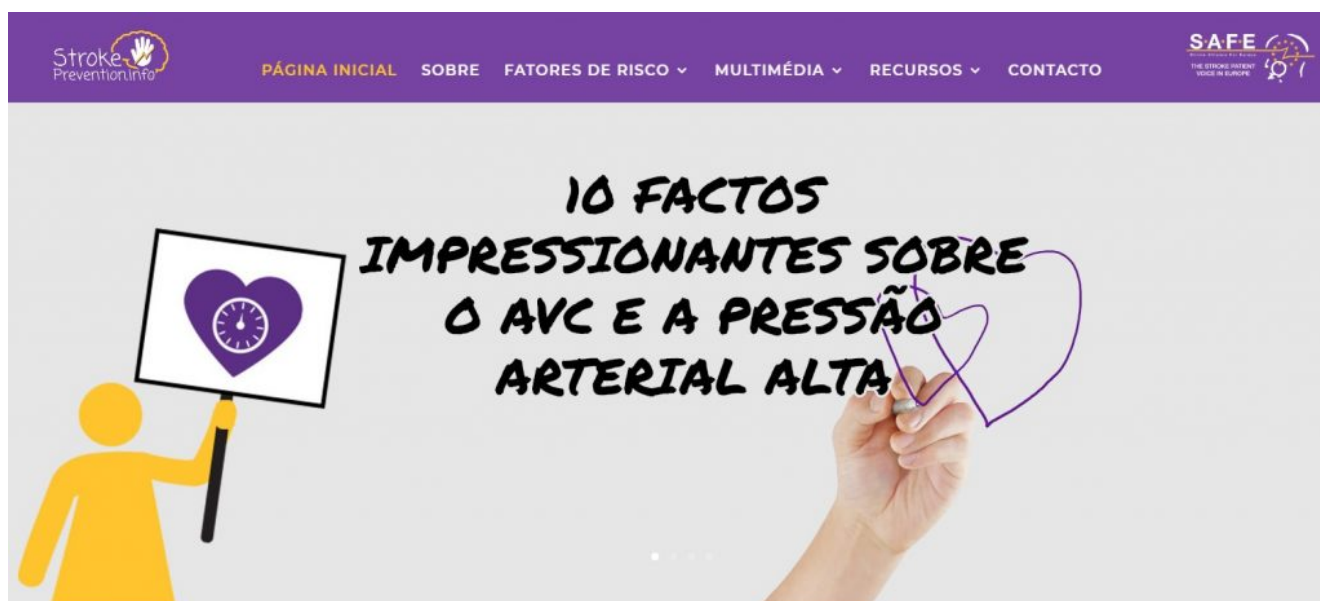 Stroke
Prevention.Info
PÁGINA INICIAL SOBRE FATORES DE RISCO MULTIMÉDIA RECURSOS CONTACTO
S·A·F·E
THE STROKE PATIENT
VOICE IN EUROPE
10 FACTOS
IMPRESSIONANTES SOBRE
O AVC E A PRESSÃO
ARTERIAL ALTA